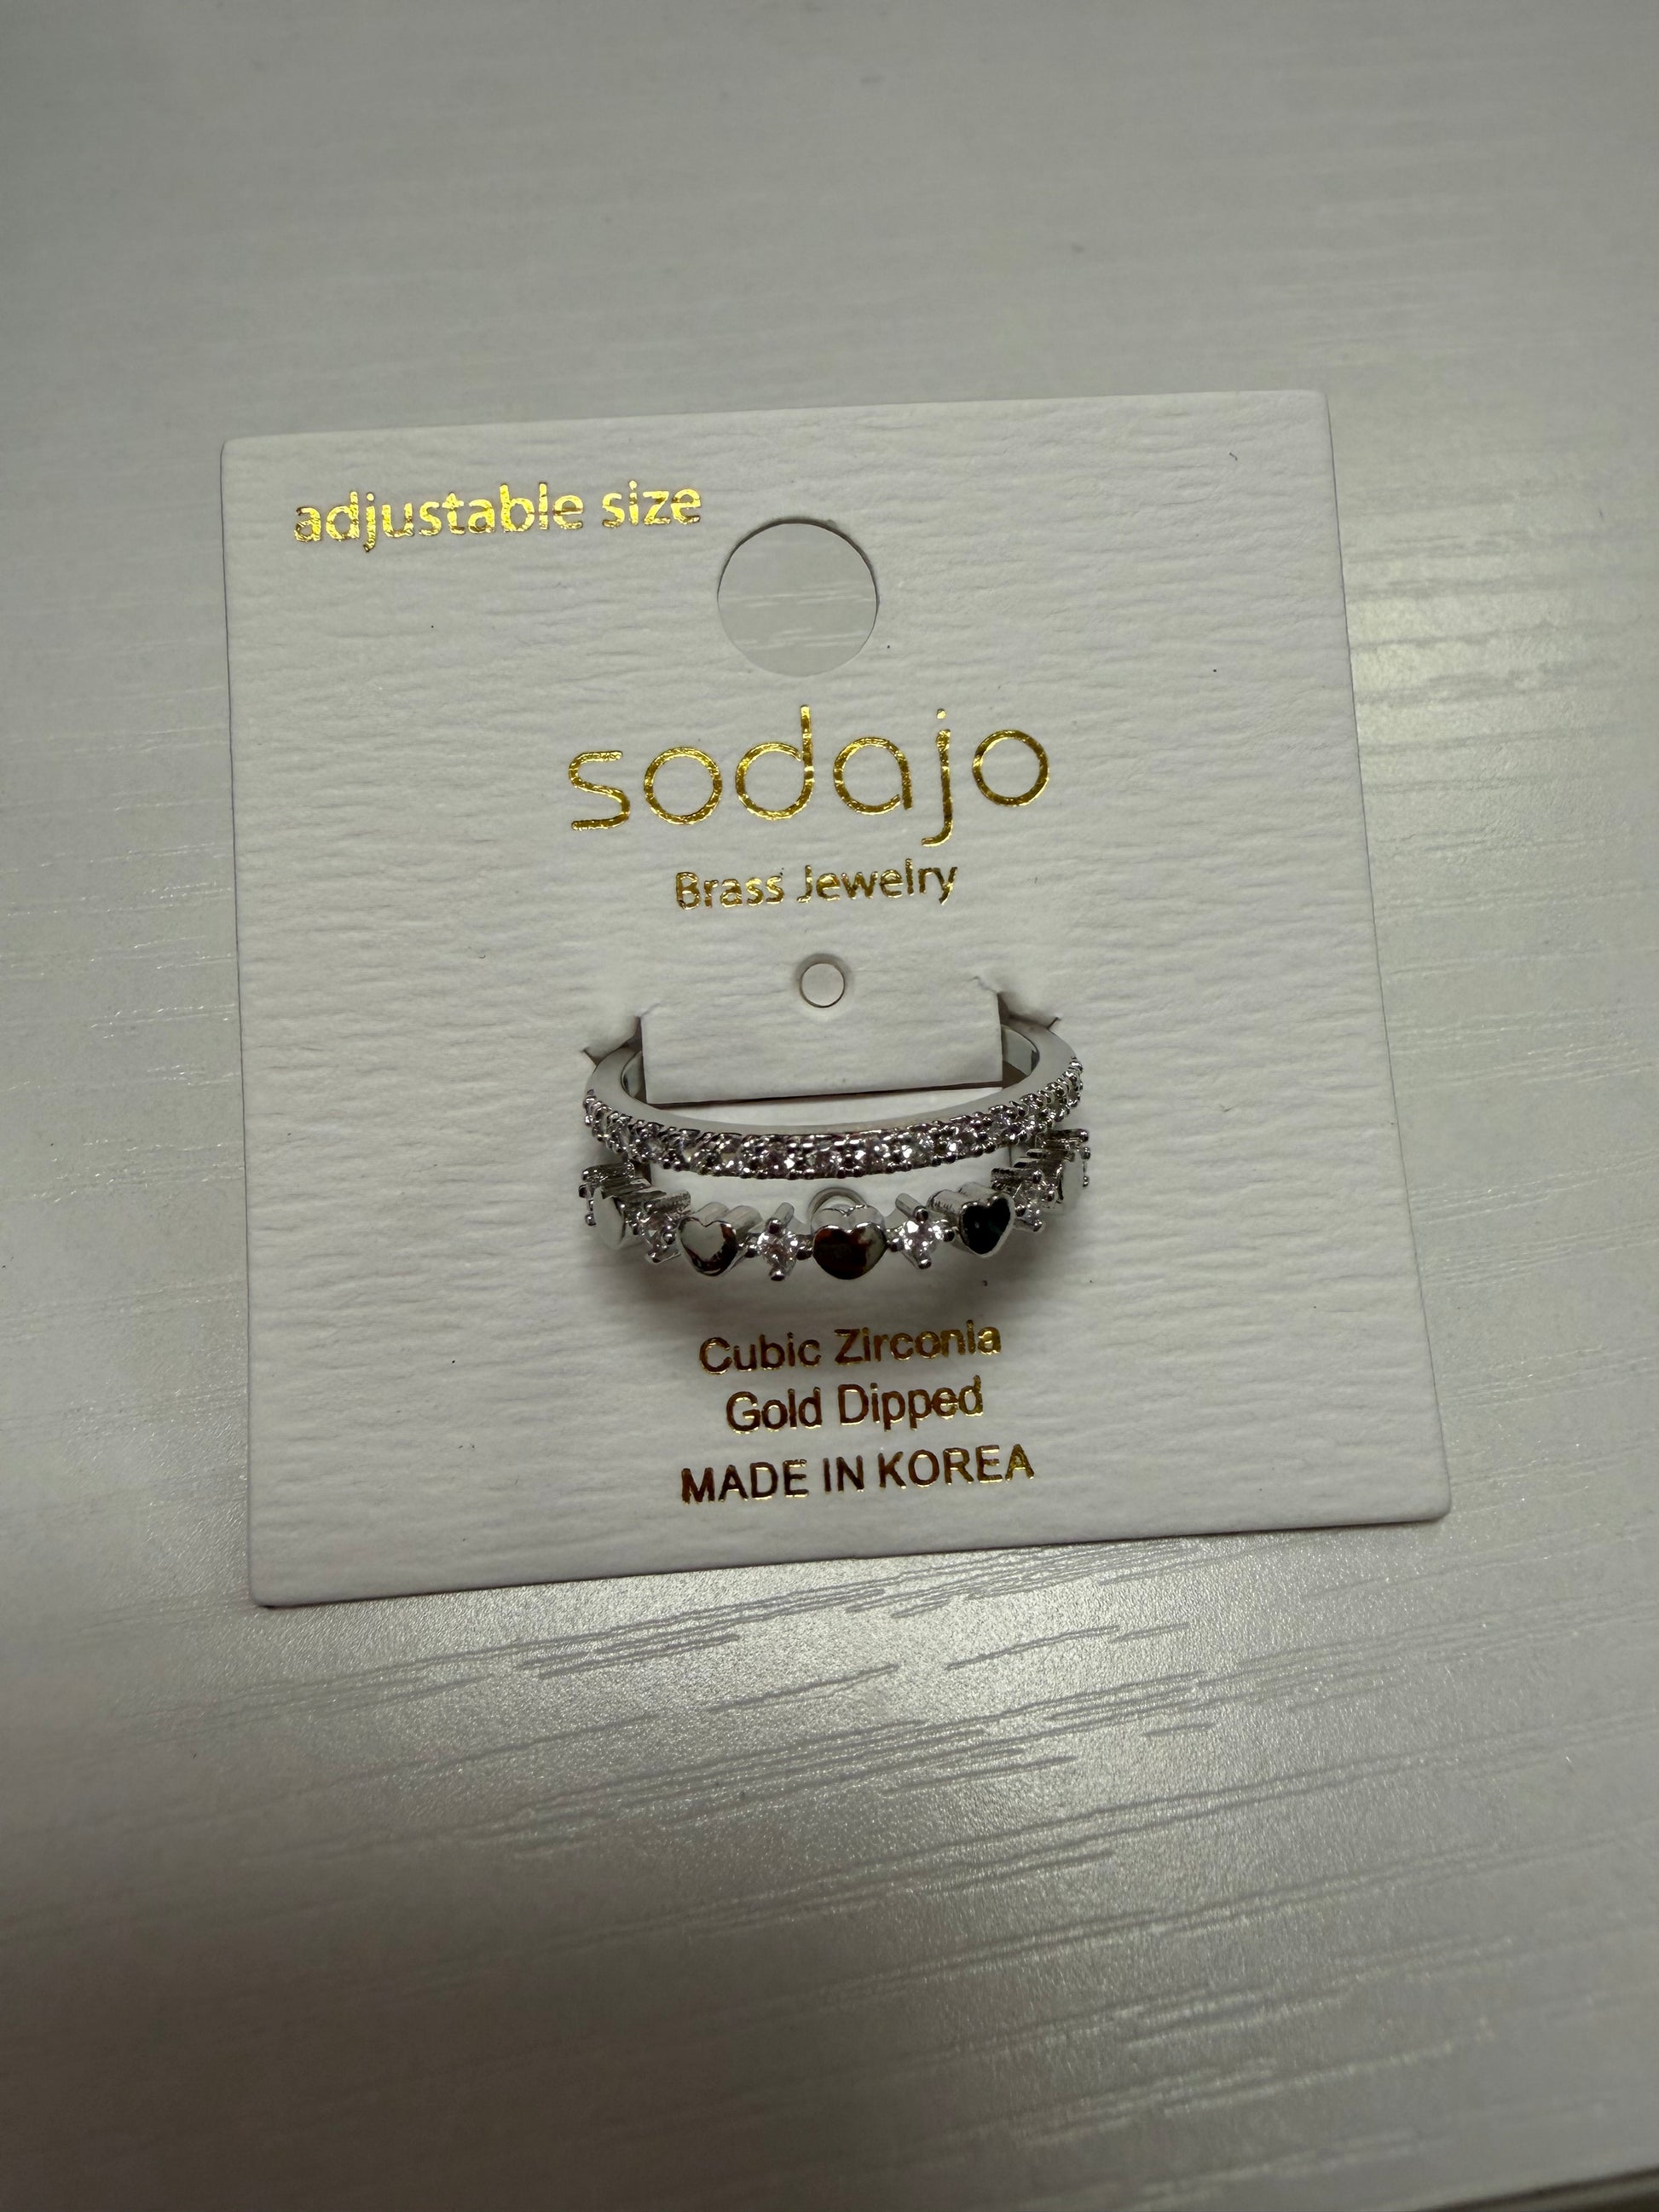 adjustable size
sodajo
Brass Jewelry
Cubic Zirconia
Gold Dipped
MADE IN KOREA